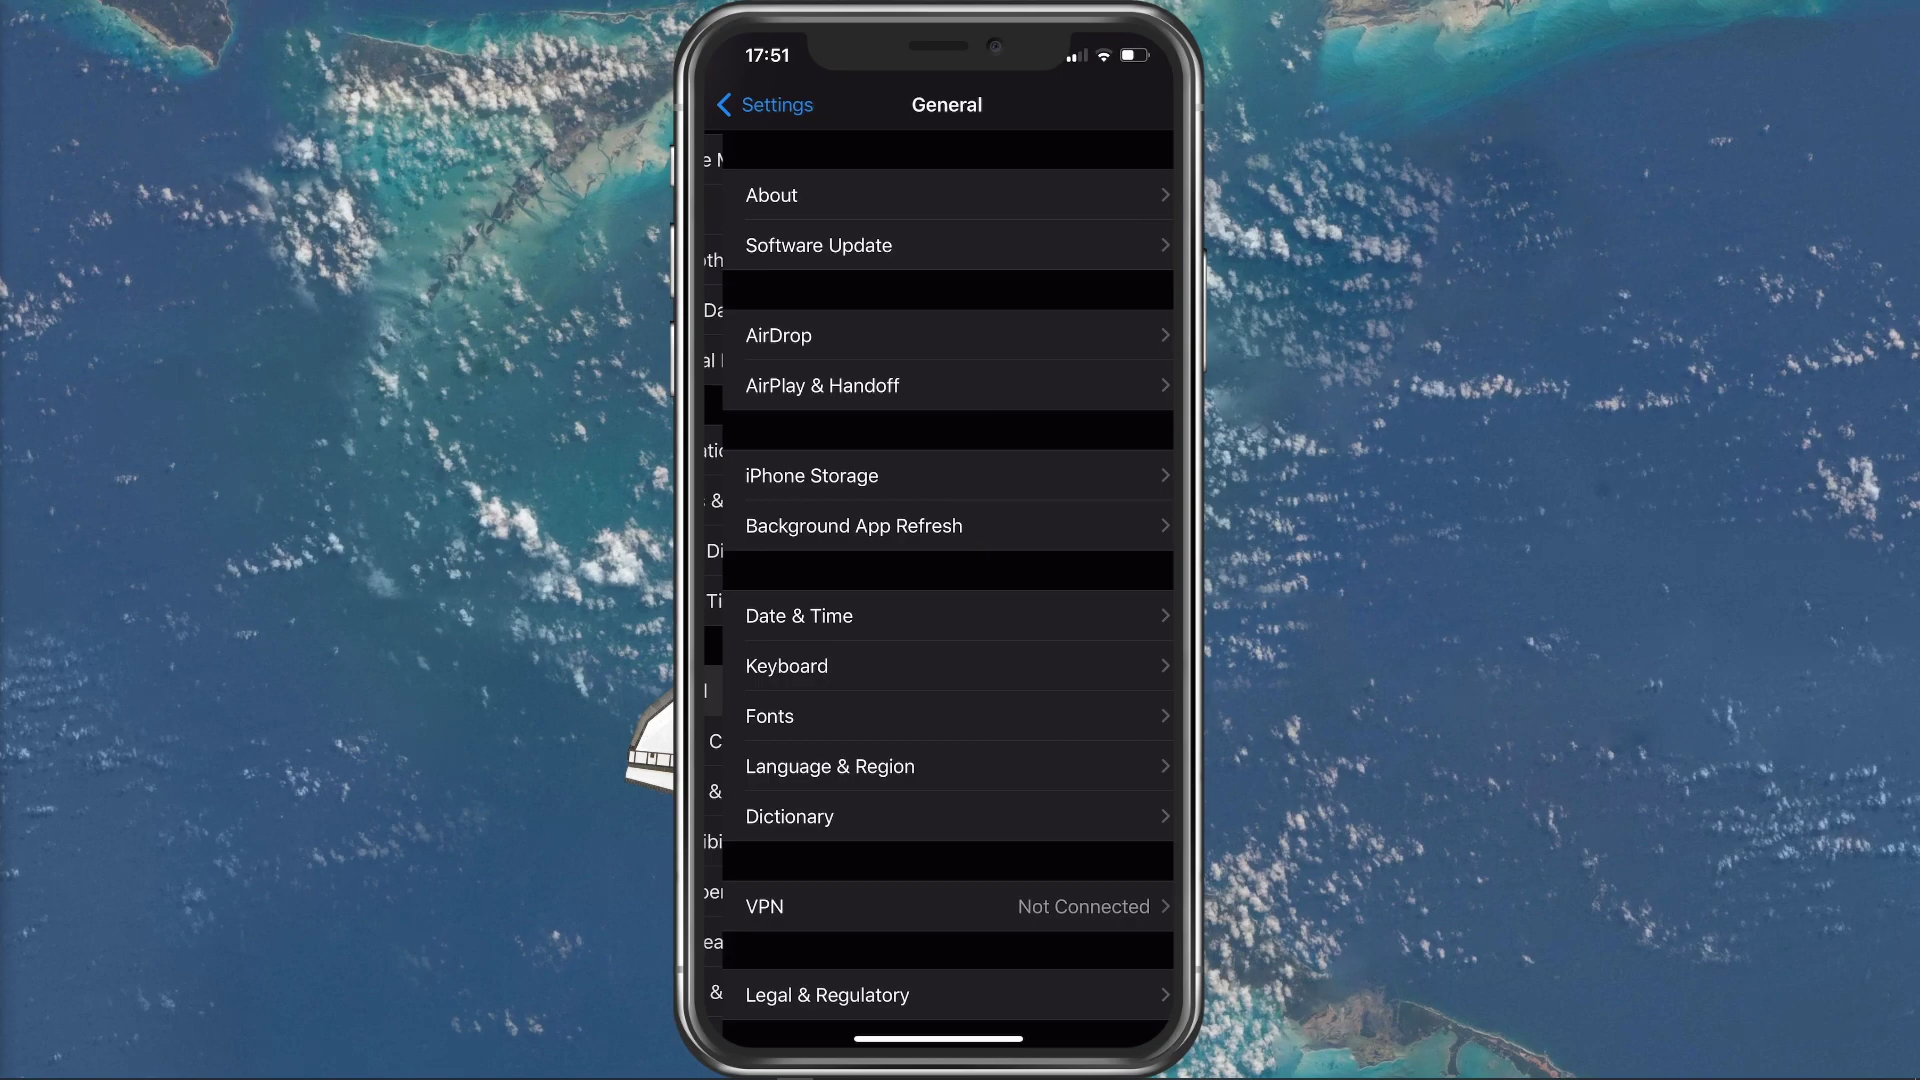 17:51
Settings
General
About
Software Update
AirDrop
AirPlay & Handoff
iPhone Storage
Background App Refresh
Date & Time
Keyboard
Fonts
Language & Region
Dictionary
VPN
Not Connected
Legal & Regulatory